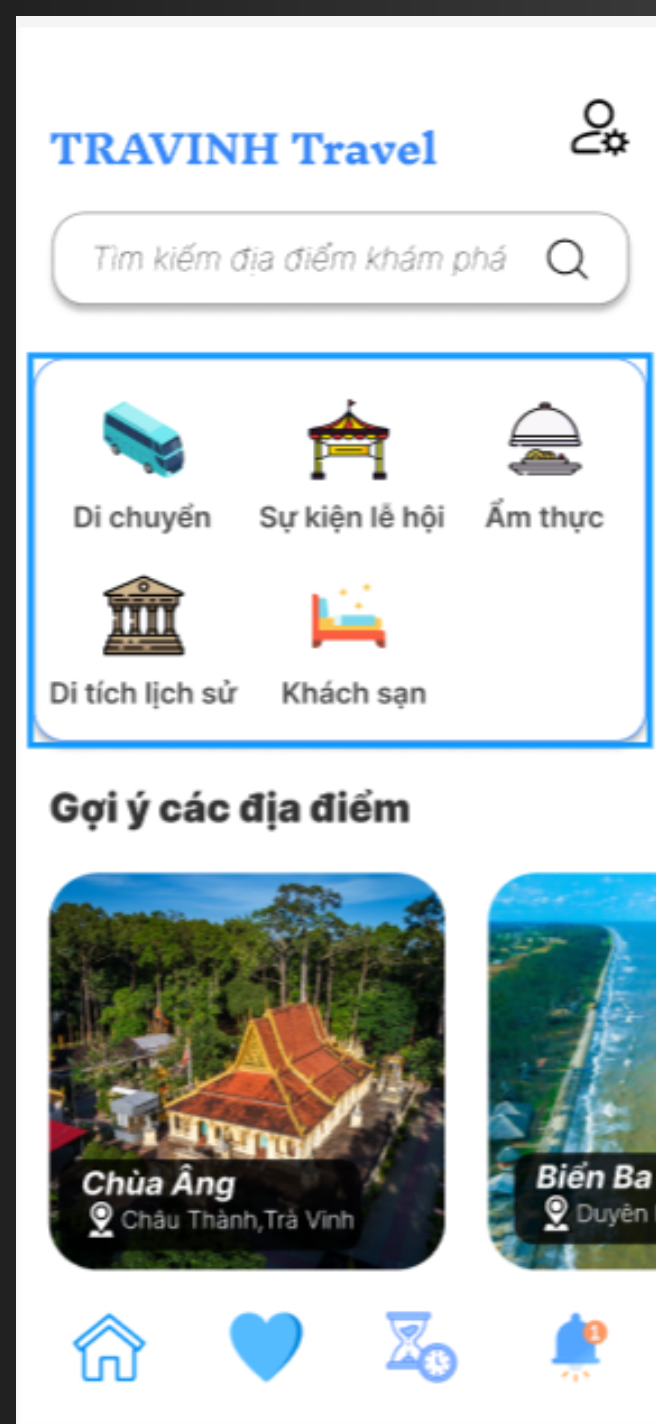 TRAVINH Travel
Tìm kiếm địa điểm khám phá
Di chuyển
Sự kiện lễ hội
Ẩm thực
Di tích lịch sử
Khách sạn
Gợi ý các địa điểm
Chùa Âng
Châu Thành,Trà Vinh
Biển Ba
Duyên
1